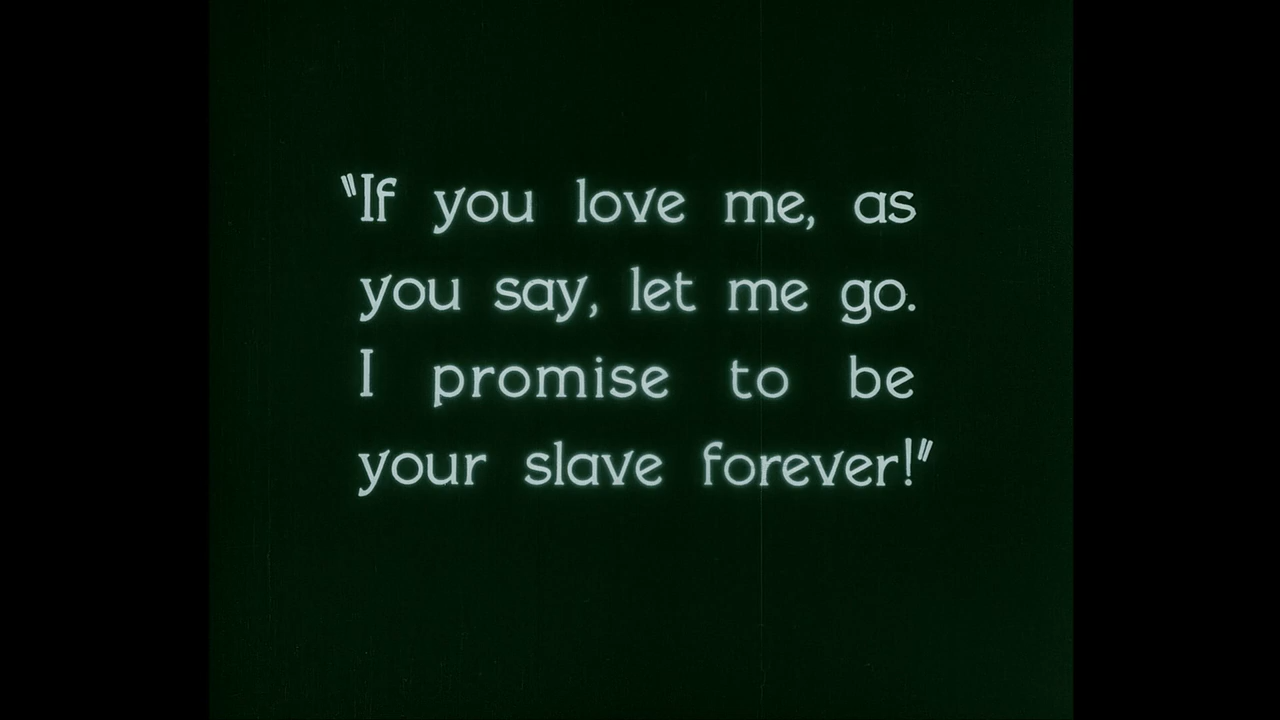 "If you love me, as
you say, let me go.
I promise to be
your slave forever!"